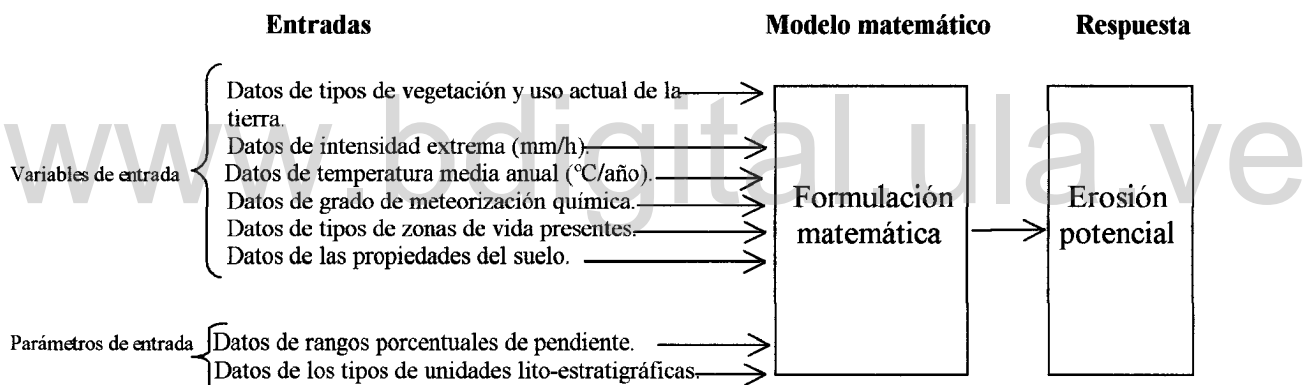 Entradas
Modelo matemático
Respuesta
Variables de entrada
Datos de tipos de vegetación y uso actual de la
tierra.
Datos de intensidad extrema (mm/h).
Datos de temperatura media anual (ºC/año).
Datos de grado de meteorización química.
Datos de tipos de zonas de vida presentes.
Datos de las propiedades del suelo.
Parámetros de entrada
Datos de rangos porcentuales de pendiente.
Datos de los tipos de unidades lito-estratigráficas.
Formulación
matemática
Erosión
potencial
www.bdigital.ula.ve